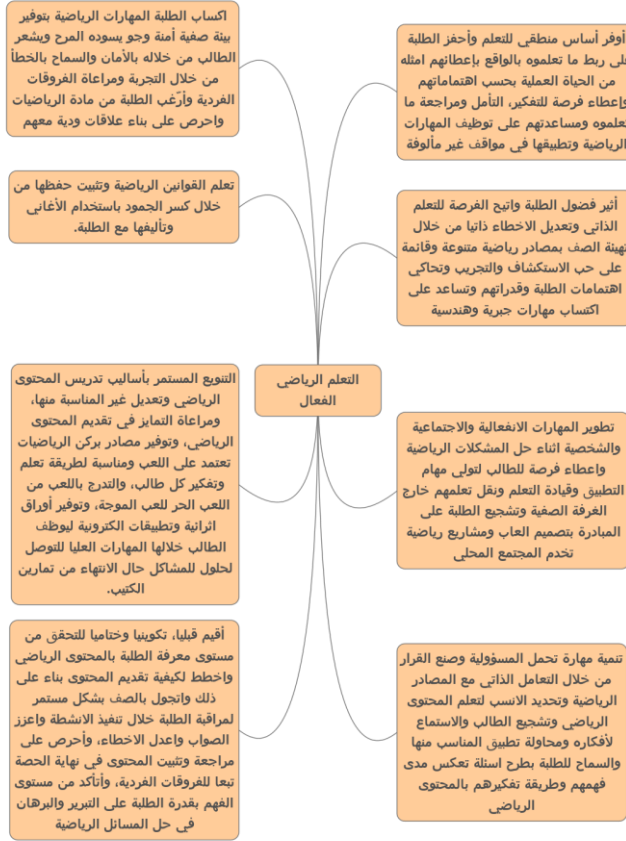 التعلم الرياضي
الفعال
أوفر أساس منطقي للتعلم وأحفز الطلبة
على ربط ما تعلموه بالواقع بإعطائهم امثله
من الحياة العملية بحسب اهتماماتهم
وإعطاء فرصة للتفكير، التأمل ومراجعة ما
تعلموه ومساعدتهم على توظيف المهارات
الرياضية وتطبيقها في مواقف غير مألوفة
أثير فضول الطلبة واتيح الفرصة للتعلم
الذاتي وتعديل الاخطاء ذاتيا من خلال
تهيئة الصف بمصادر رياضية متنوعة وقائمة
على حب الاستكشاف والتجريب وتحاكي
اهتمامات الطلبة وقدراتهم وتساعد على
اكتساب مهارات جبرية وهندسية
تطوير المهارات الانفعالية والاجتماعية
والشخصية اثناء حل المشكلات الرياضية
واعطاء فرصة للطالب لتولي مهام
التطبيق وقيادة التعلم ونقل تعلمهم خارج
الغرفة الصفية وتشجيع الطلبة على
المبادرة بتصميم العاب ومشاريع رياضية
تخدم المجتمع المحلي
تنمية مهارة تحمل المسؤولية وصنع القرار
من خلال التعامل الذاتي مع المصادر
الرياضية وتحديد الانسب لتعلم المحتوى
الرياضي وتشجيع الطالب والاستماع
لأفكاره ومحاولة تطبيق المناسب منها
والسماح للطلبة بطرح اسئلة تعكس مدى
فهمهم وطريقة تفكيرهم بالمحتوى
الرياضي
اكساب الطلبة المهارات الرياضية بتوفير
بيئة صفية أمنة وجو يسوده المرح ويشعر
الطالب من خلاله بالأمان والسماح بالخطأ
من خلال التجربة ومراعاة الفروقات
الفردية وأرغب الطلبة من مادة الرياضيات
واحرص على بناء علاقات ودية معهم
تعلم القوانين الرياضية وتثبيت حفظها من
خلال كسر الجمود باستخدام الأغاني
وتأليفها مع الطلبة.
التنويع المستمر بأساليب تدريس المحتوى
الرياضي وتعديل غير المناسبة منها،
ومراعاة التمايز في تقديم المحتوى
الرياضي، وتوفير مصادر بركن الرياضيات
تعتمد على اللعب ومناسبة لطريقة تعلم
وتفكير كل طالب، والتدرج باللعب من
اللعب الحر للعب الموجة، وتوفير أوراق
اثرائية وتطبيقات الكترونية ليوظف
الطالب خلالها المهارات العليا للتوصل
لحلول للمشاكل حال الانتهاء من تمارين
الكتيب.
أقيم قبليا، تكوينيا وختاميا للتحقق من
مستوى معرفة الطلبة بالمحتوى الرياضي
واخطط لكيفية تقديم المحتوى بناء على
ذلك واتجول بالصف بشكل مستمر
لمراقبة الطلبة خلال تنفيذ الانشطة واعزز
الصواب واعدل الاخطاء، وأحرص على
مراجعة وتثبيت المحتوى في نهاية الحصة
تبعا للفروقات الفردية، وأتأكد من مستوى
الفهم بقدرة الطلبة على التبرير والبرهان
في حل المسائل الرياضية